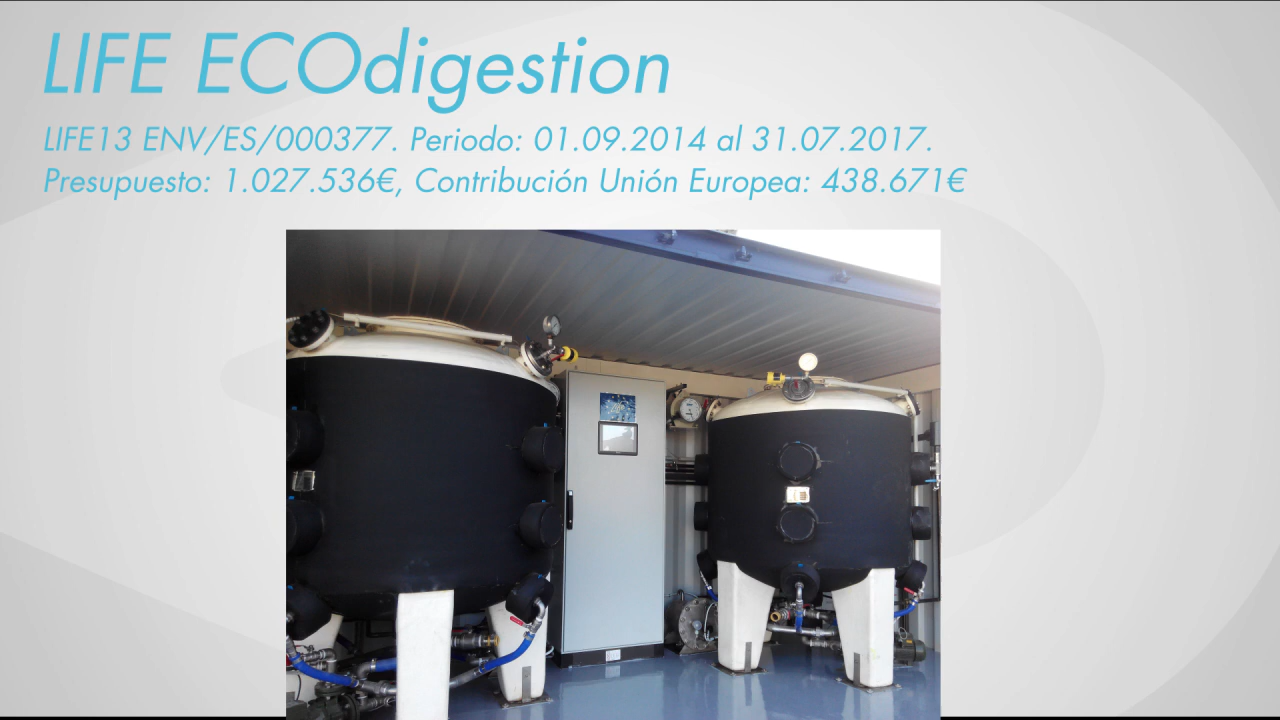 LIFE ECOdigestion
LIFE13 ENV/ES/000377. Periodo: 01.09.2014 al 31.07.2017.
Presupuesto: 1.027.536€, Contribución Unión Europea: 438.671€